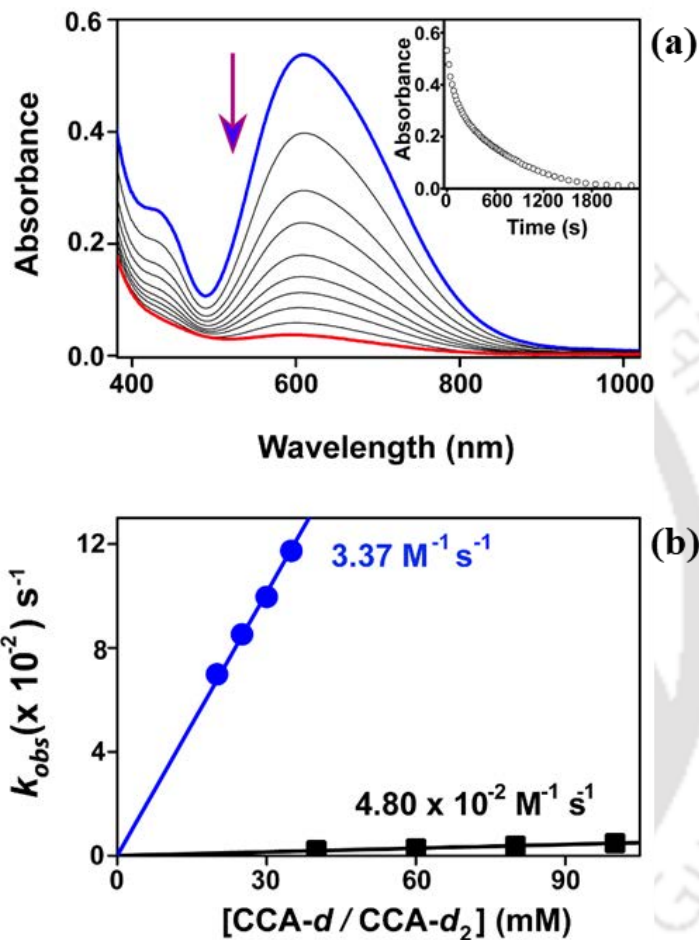 (a)
Absorbance
0.6
0.4
0.2
0.0
400 600 800 1000
Wavelength (nm)
Absorbance
0.6
0.4
0.2
0.0
0 600 1200 1800
Time (s)
(b)
k_obs(x 10⁻²) s⁻¹
12
8
4
0
3.37 M⁻¹ s⁻¹
4.80 x 10⁻² M⁻¹ s⁻¹
0 30 60 90
[CCA-d / CCA-d₂] (mM)